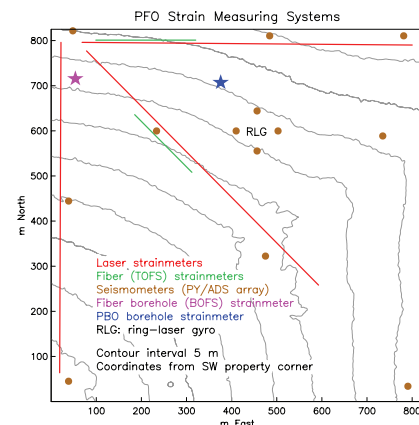 PFO Strain Measuring Systems
800
700
600
500
400
300
200
100
m North
RLG
Laser strainmeters
Fiber (TOFS) strainmeters
Seismometers (PY/ADS array)
Fiber borehole (BOFS) strainmeter
PBO borehole strainmeter
RLG: ring-laser gyro
Contour interval 5 m
Coordinates from SW property corner
100 200 300 400 500 600 700 800
m East